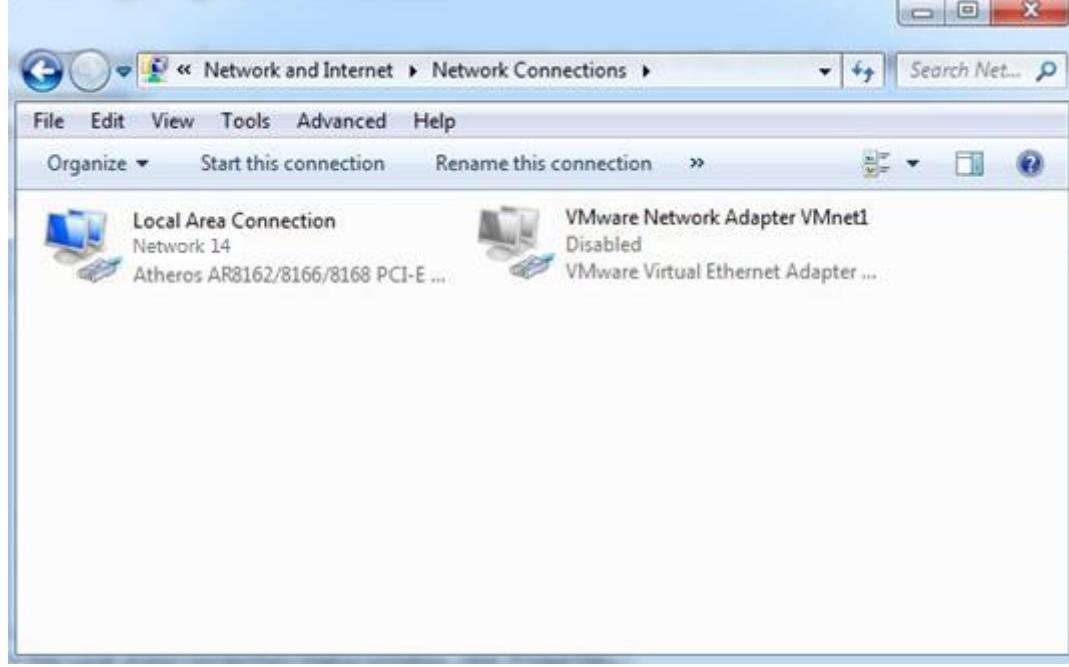 « Network and Internet ▸ Network Connections ▸ Search Net...
File Edit View Tools Advanced Help
Organize Start this connection Rename this connection »
Local Area Connection
Network 14
Atheros AR8162/8166/8168 PCI-E ...
VMware Network Adapter VMnet1
Disabled
VMware Virtual Ethernet Adapter ...